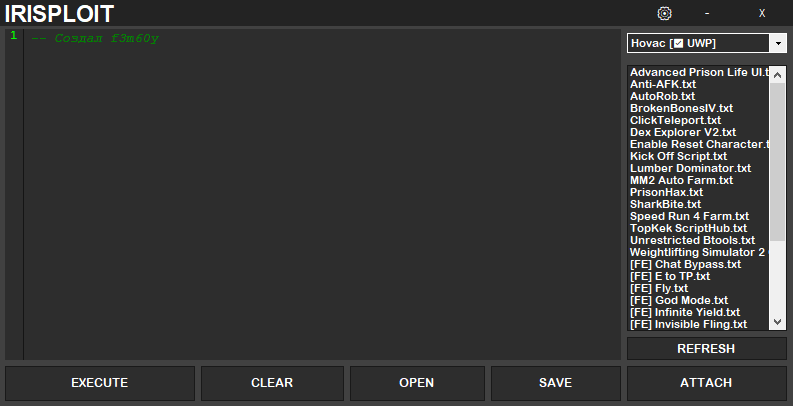 IRISPLOIT
- X
1 -- Создал f3m60y
Hovac [☑ UWP]
Advanced Prison Life UI.t
Anti-AFK.txt
AutoRob.txt
BrokenBonesIV.txt
ClickTeleport.txt
Dex Explorer V2.txt
Enable Reset Character.t
Kick Off Script.txt
Lumber Dominator.txt
MM2 Auto Farm.txt
PrisonHax.txt
SharkBite.txt
Speed Run 4 Farm.txt
TopKek ScriptHub.txt
Unrestricted Btools.txt
Weightlifting Simulator 2
[FE] Chat Bypass.txt
[FE] E to TP.txt
[FE] Fly.txt
[FE] God Mode.txt
[FE] Infinite Yield.txt
[FE] Invisible Fling.txt
REFRESH
EXECUTE CLEAR OPEN SAVE ATTACH